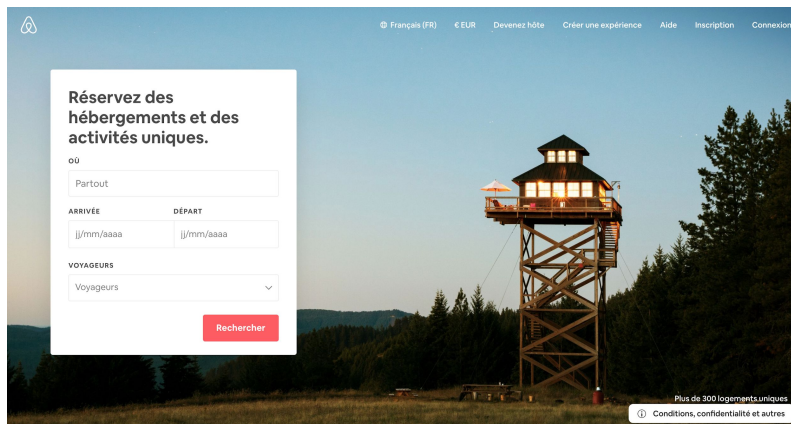 Français (FR)
€ EUR
Devenez hôte
Créer une expérience
Aide
Inscription
Connexion
Réservez des
hébergements et des
activités uniques.
OÙ
Partout
ARRIVÉE
DÉPART
jj/mm/aaaa
jj/mm/aaaa
VOYAGEURS
Voyageurs
Rechercher
Plus de 300 logements uniques
Conditions, confidentialité et autres